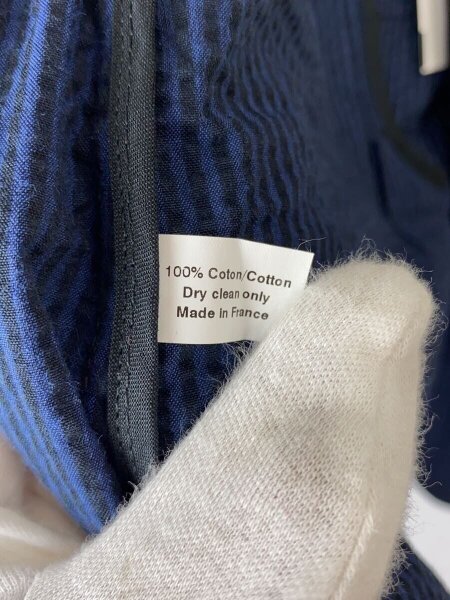 100% Coton/Cotton
Dry clean only
Made in France